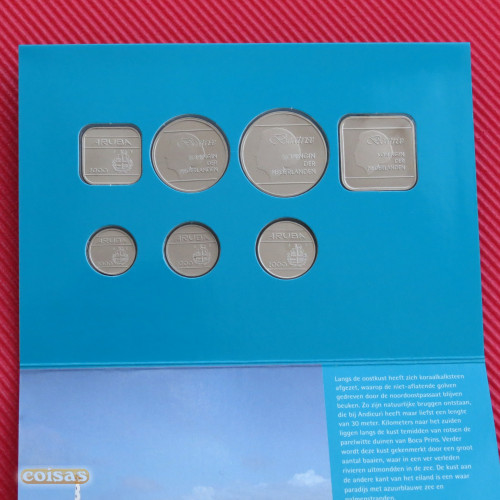 ARUBA
Beatrix
KONINGIN
DER
NEDERLANDEN
Beatrix
KONINGIN
DER
NEDERLANDEN
Beatrix
KONINGIN
DER
NEDERLANDEN
ARUBA
ARUBA
ARUBA
Langs de oostkust heeft zich koraalkalksteen
afgezet, waarop de niet-aflatende golven
gedreven door de noordoostpassaat blijven
beuken. Zo zijn natuurlijke bruggen ontstaan,
die bij Andicuri heeft maar liefst een lengte
van 30 meter. Kilometers naar het zuiden
liggen langs de kust temidden van rotsen de
parelwitte duinen van Boca Prins. Verder
wordt deze kust gekenmerkt door een groot
aantal baaien, waar in een ver verleden
rivieren uitmondden in de zee. De kust aan
de andere kant van het eiland is een waar
paradijs met azuurblauwe zee en
coisas